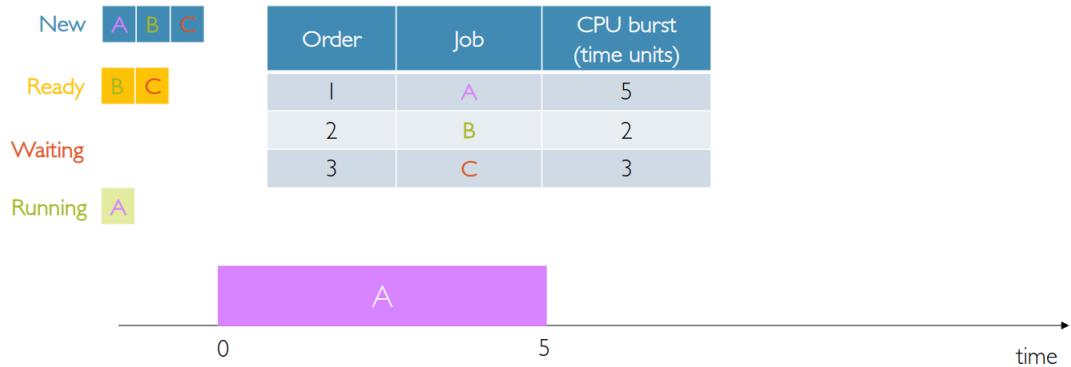 New A B C
Order Job CPU burst
(time units)
Ready B C
1 A 5
2 B 2
Waiting
3 C 3
Running A
A
0 5
time